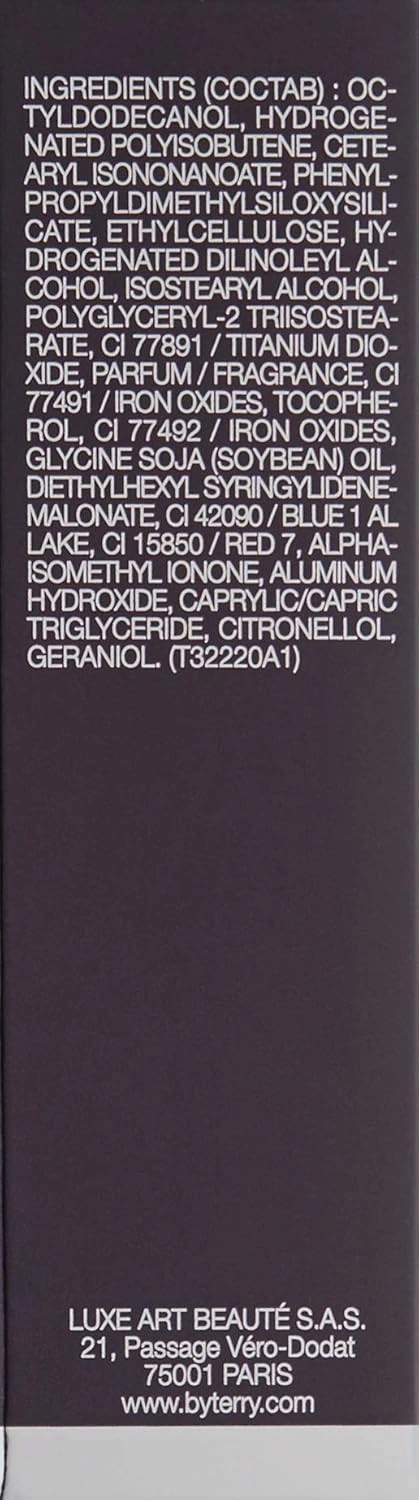 INGREDIENTS (COCTAB) : OC-
TYLDODECANOL, HYDROGE-
NATED POLYISOBUTENE, CETE-
ARYL ISONONANOATE, PHENYL-
PROPYLDIMETHYLSILOXYSILI-
CATE, ETHYLCELLULOSE, HY-
DROGENATED DILINOLEYL AL-
COHOL, ISOSTEARYL ALCOHOL,
POLYGLYCERYL-2 TRIISOSTEA-
RATE, CI 77891 / TITANIUM DIO-
XIDE, PARFUM / FRAGRANCE, CI
77491 / IRON OXIDES, TOCOPHE-
ROL, CI 77492 / IRON OXIDES,
GLYCINE SOJA (SOYBEAN) OIL,
DIETHYLHEXYL SYRINGYLIDENE-
MALONATE, CI 42090 / BLUE 1 AL
LAKE, CI 15850 / RED 7, ALPHA-
ISOMETHYL IONONE, ALUMINUM
HYDROXIDE, CAPRYLIC/CAPRIC
TRIGLYCERIDE, CITRONELLOL,
GERANIOL. (T32220A1)
LUXE ART BEAUTÉ S.A.S.
21, Passage Véro-Dodat
75001 PARIS
www.byterry.com